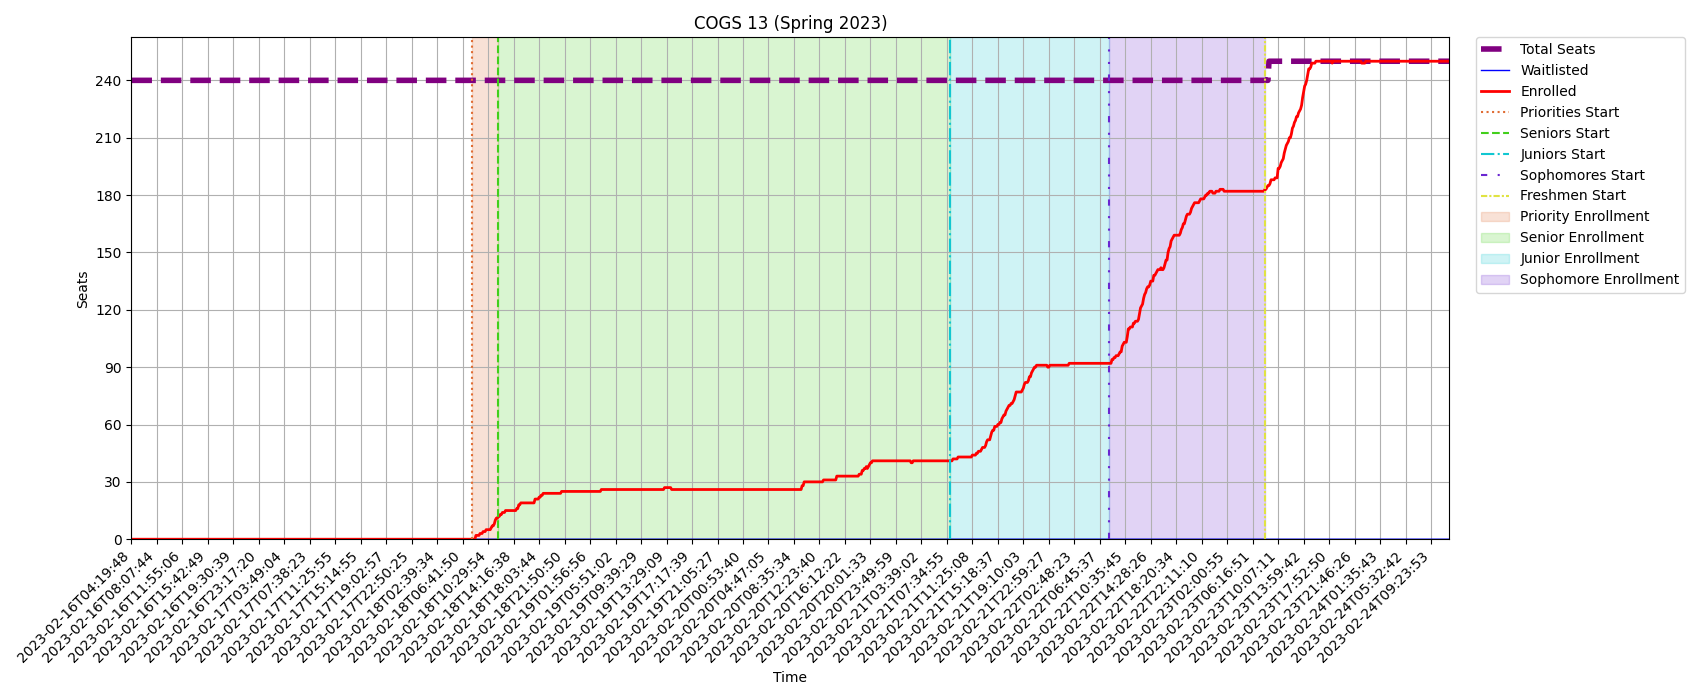 COGS 13 (Spring 2023)
Total Seats
Waitlisted
Enrolled
Priorities Start
Seniors Start
Juniors Start
Sophomores Start
Freshmen Start
Priority Enrollment
Senior Enrollment
Junior Enrollment
Sophomore Enrollment
Seats
240
210
180
150
120
90
60
30
0
2023-02-16T04:19:48
2023-02-16T08:07:44
2023-02-16T11:55:06
2023-02-16T15:42:49
2023-02-16T19:30:39
2023-02-16T23:17:20
2023-02-17T03:49:04
2023-02-17T07:38:23
2023-02-17T11:25:55
2023-02-17T15:14:55
2023-02-17T19:02:57
2023-02-17T22:50:25
2023-02-18T02:39:34
2023-02-18T06:41:50
2023-02-18T10:29:54
2023-02-18T14:16:38
2023-02-18T18:03:44
2023-02-18T21:50:50
2023-02-19T01:56:56
2023-02-19T05:51:02
2023-02-19T09:39:29
2023-02-19T13:29:09
2023-02-19T17:17:39
2023-02-19T21:05:27
2023-02-20T00:53:40
2023-02-20T04:47:05
2023-02-20T08:35:34
2023-02-20T12:23:40
2023-02-20T16:12:22
2023-02-20T20:01:33
2023-02-20T23:49:59
2023-02-21T03:39:02
2023-02-21T07:34:55
2023-02-21T11:25:08
2023-02-21T15:18:37
2023-02-21T19:10:03
2023-02-21T22:59:27
2023-02-22T02:48:23
2023-02-22T06:45:37
2023-02-22T10:35:45
2023-02-22T14:28:26
2023-02-22T18:20:34
2023-02-22T22:11:10
2023-02-23T02:00:55
2023-02-23T06:16:51
2023-02-23T10:07:11
2023-02-23T13:59:42
2023-02-23T17:52:50
2023-02-23T21:46:26
2023-02-24T01:35:43
2023-02-24T05:32:42
2023-02-24T09:23:53
Time